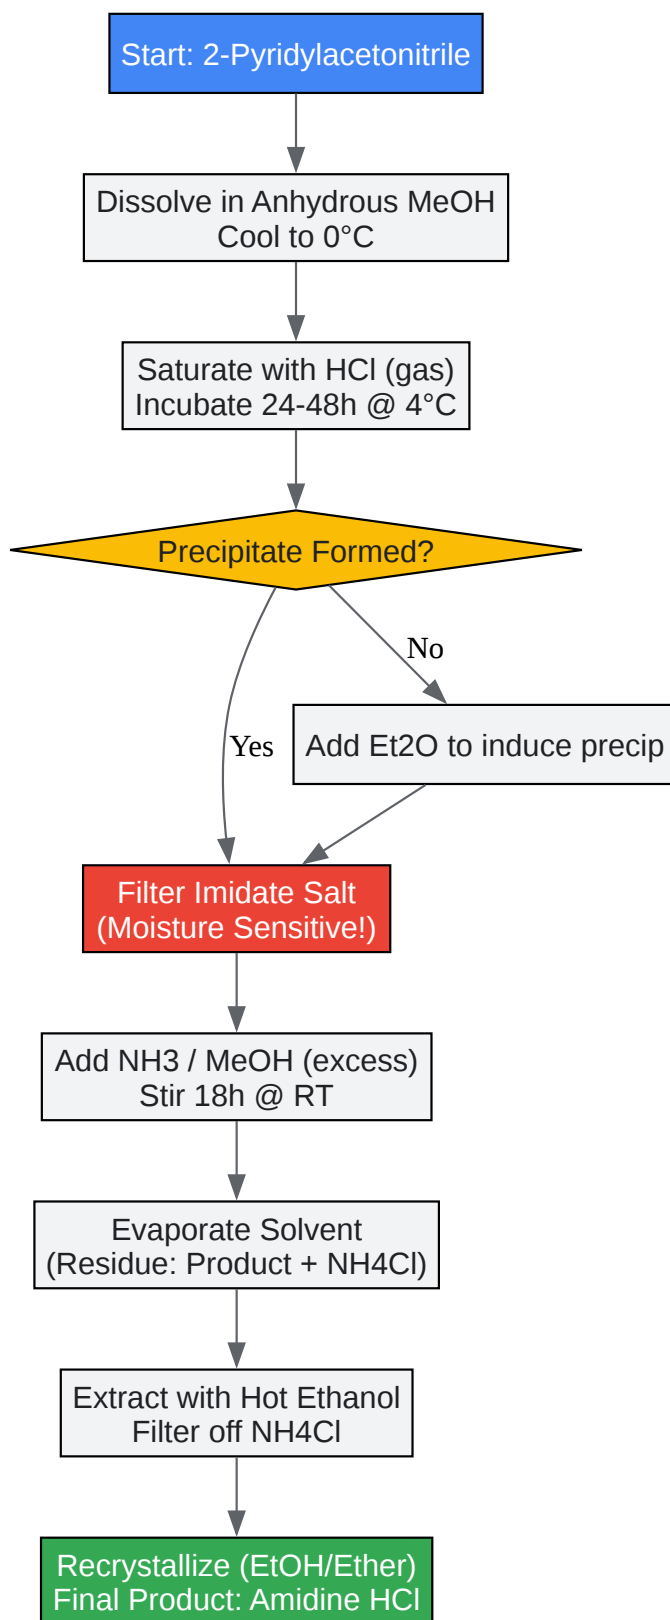 Start: 2-Pyridylacetonitrile
Dissolve in Anhydrous MeOH
Cool to 0°C
Saturate with HCl (gas)
Incubate 24-48h @ 4°C
Precipitate Formed?
No
Yes
Add Et2O to induce precip
Filter Imidate Salt
(Moisture Sensitive!)
Add NH3 / MeOH (excess)
Stir 18h @ RT
Evaporate Solvent
(Residue: Product + NH4Cl)
Extract with Hot Ethanol
Filter off NH4Cl
Recrystallize (EtOH/Ether)
Final Product: Amidine HCl